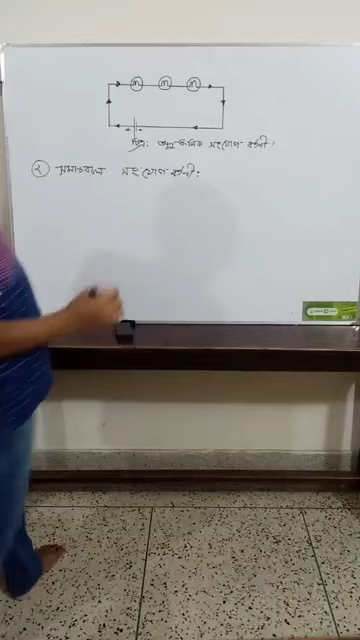 চিত্র: অনুক্রমিক সংযোগ বর্তনী।
২ সমান্তরাল সংযোগ বর্তনী: